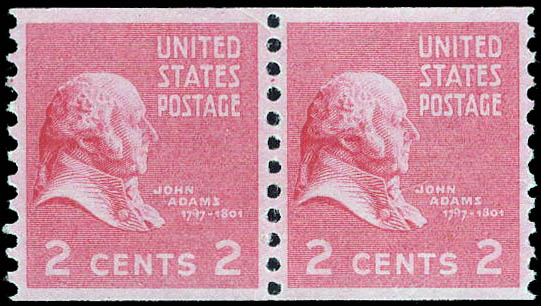 UNITED
STATES
POSTAGE
JOHN
ADAMS
1797-1801
2 CENTS 2
UNITED
STATES
POSTAGE
JOHN
ADAMS
1797-1801
2 CENTS 2